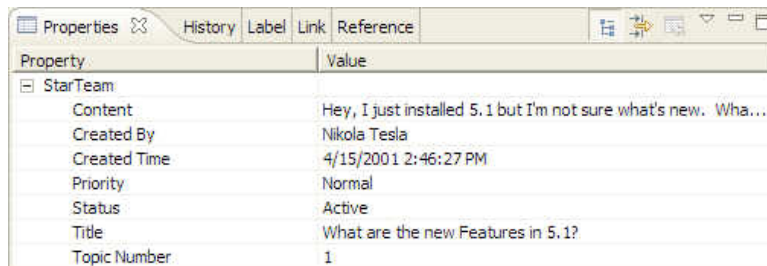 Properties History Label Link Reference
Property Value
StarTeam
Content Hey, I just installed 5.1 but I'm not sure what's new. Wha...
Created By Nikola Tesla
Created Time 4/15/2001 2:46:27 PM
Priority Normal
Status Active
Title What are the new Features in 5.1?
Topic Number 1